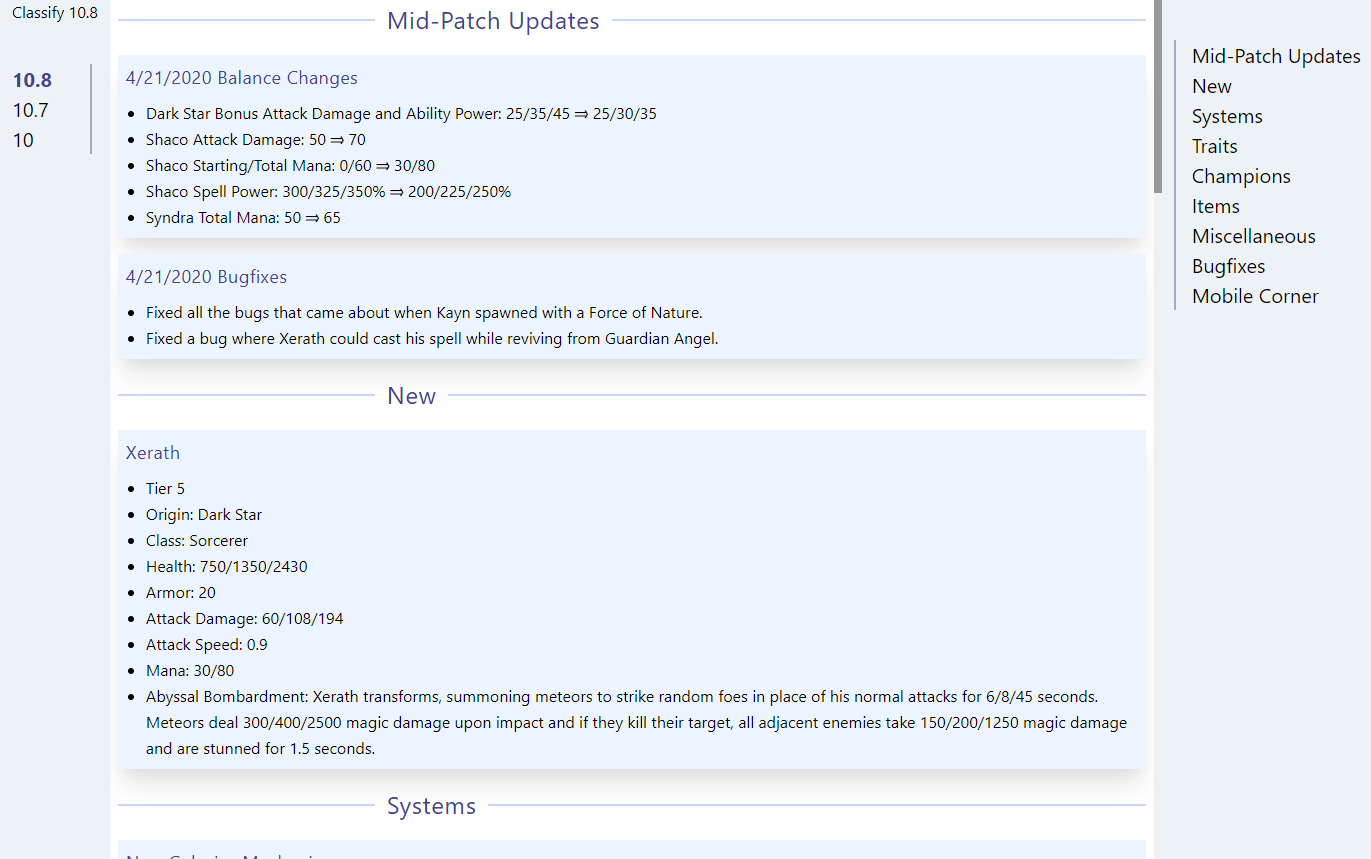 Classify 10.8
10.8
10.7
10
Mid-Patch Updates
4/21/2020 Balance Changes
Dark Star Bonus Attack Damage and Ability Power: 25/35/45 ⇒ 25/30/35
Shaco Attack Damage: 50 ⇒ 70
Shaco Starting/Total Mana: 0/60 ⇒ 30/80
Shaco Spell Power: 300/325/350% ⇒ 200/225/250%
Syndra Total Mana: 50 ⇒ 65
4/21/2020 Bugfixes
Fixed all the bugs that came about when Kayn spawned with a Force of Nature.
Fixed a bug where Xerath could cast his spell while reviving from Guardian Angel.
New
Xerath
Tier 5
Origin: Dark Star
Class: Sorcerer
Health: 750/1350/2430
Armor: 20
Attack Damage: 60/108/194
Attack Speed: 0.9
Mana: 30/80
Abyssal Bombardment: Xerath transforms, summoning meteors to strike random foes in place of his normal attacks for 6/8/45 seconds.
Meteors deal 300/400/2500 magic damage upon impact and if they kill their target, all adjacent enemies take 150/200/1250 magic damage
and are stunned for 1.5 seconds.
Systems
Mid-Patch Updates
New
Systems
Traits
Champions
Items
Miscellaneous
Bugfixes
Mobile Corner